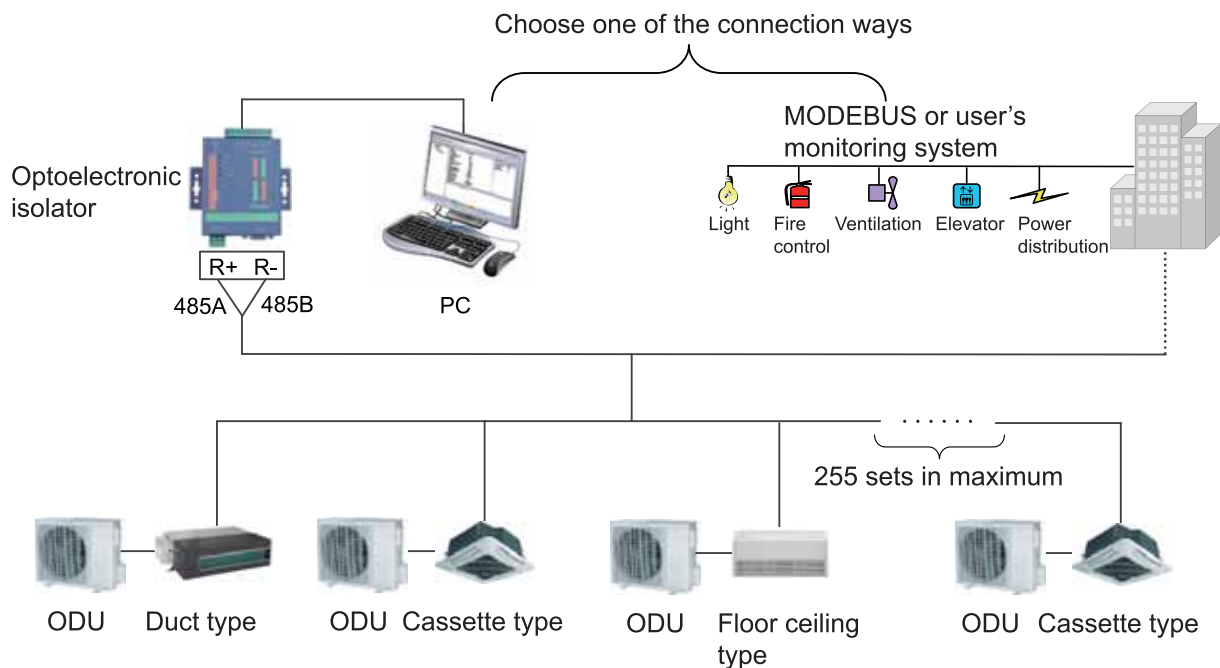 Choose one of the connection ways
MODEBUS or user's
monitoring system
Optoelectronic
isolator
Light
Fire
control
Ventilation
Elevator
Power
distribution
R+ R-
485A
485B
PC
......
255 sets in maximum
ODU
Duct type
ODU
Cassette type
ODU
Floor ceiling
type
ODU
Cassette type